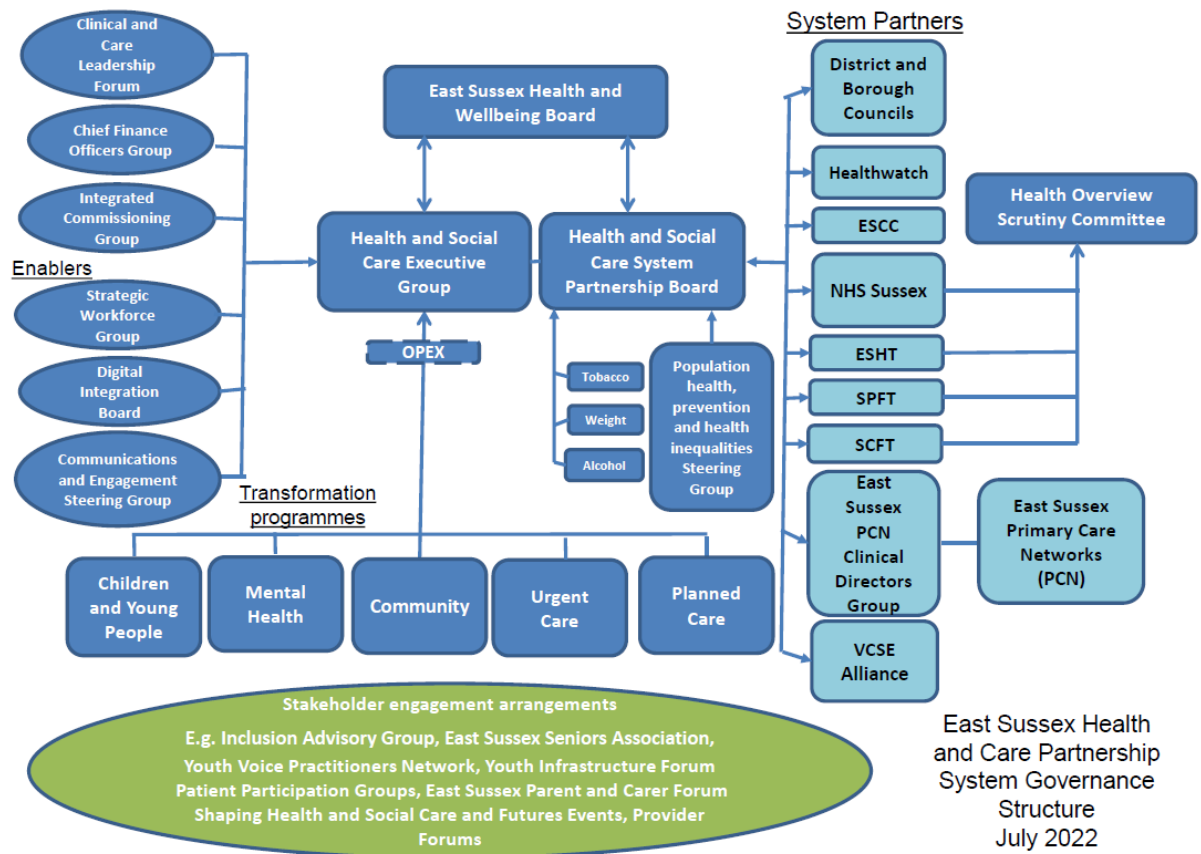 Clinical and
Care
Leadership
Forum
Chief Finance
Officers Group
Integrated
Commissioning
Group
Enablers
Strategic
Workforce
Group
Digital
Integration
Board
Communications
and Engagement
Steering Group
East Sussex Health and
Wellbeing Board
Health and Social
Care Executive
Group
Health and Social
Care System
Partnership Board
OPEX
Tobacco
Weight
Alcohol
Population
health,
prevention
and health
inequalities
Steering
Group
Transformation
programmes
Children
and Young
People
Mental
Health
Community
Urgent
Care
Planned
Care
System Partners
District and
Borough
Councils
Healthwatch
ESCC
NHS Sussex
ESHT
SPFT
SCFT
East
Sussex
PCN
Clinical
Directors
Group
VCSE
Alliance
Health Overview
Scrutiny Committee
East Sussex
Primary Care
Networks
(PCN)
Stakeholder engagement arrangements
E.g. Inclusion Advisory Group, East Sussex Seniors Association,
Youth Voice Practitioners Network, Youth Infrastructure Forum
Patient Participation Groups, East Sussex Parent and Carer Forum
Shaping Health and Social Care and Futures Events, Provider
Forums
East Sussex Health
and Care Partnership
System Governance
Structure
July 2022